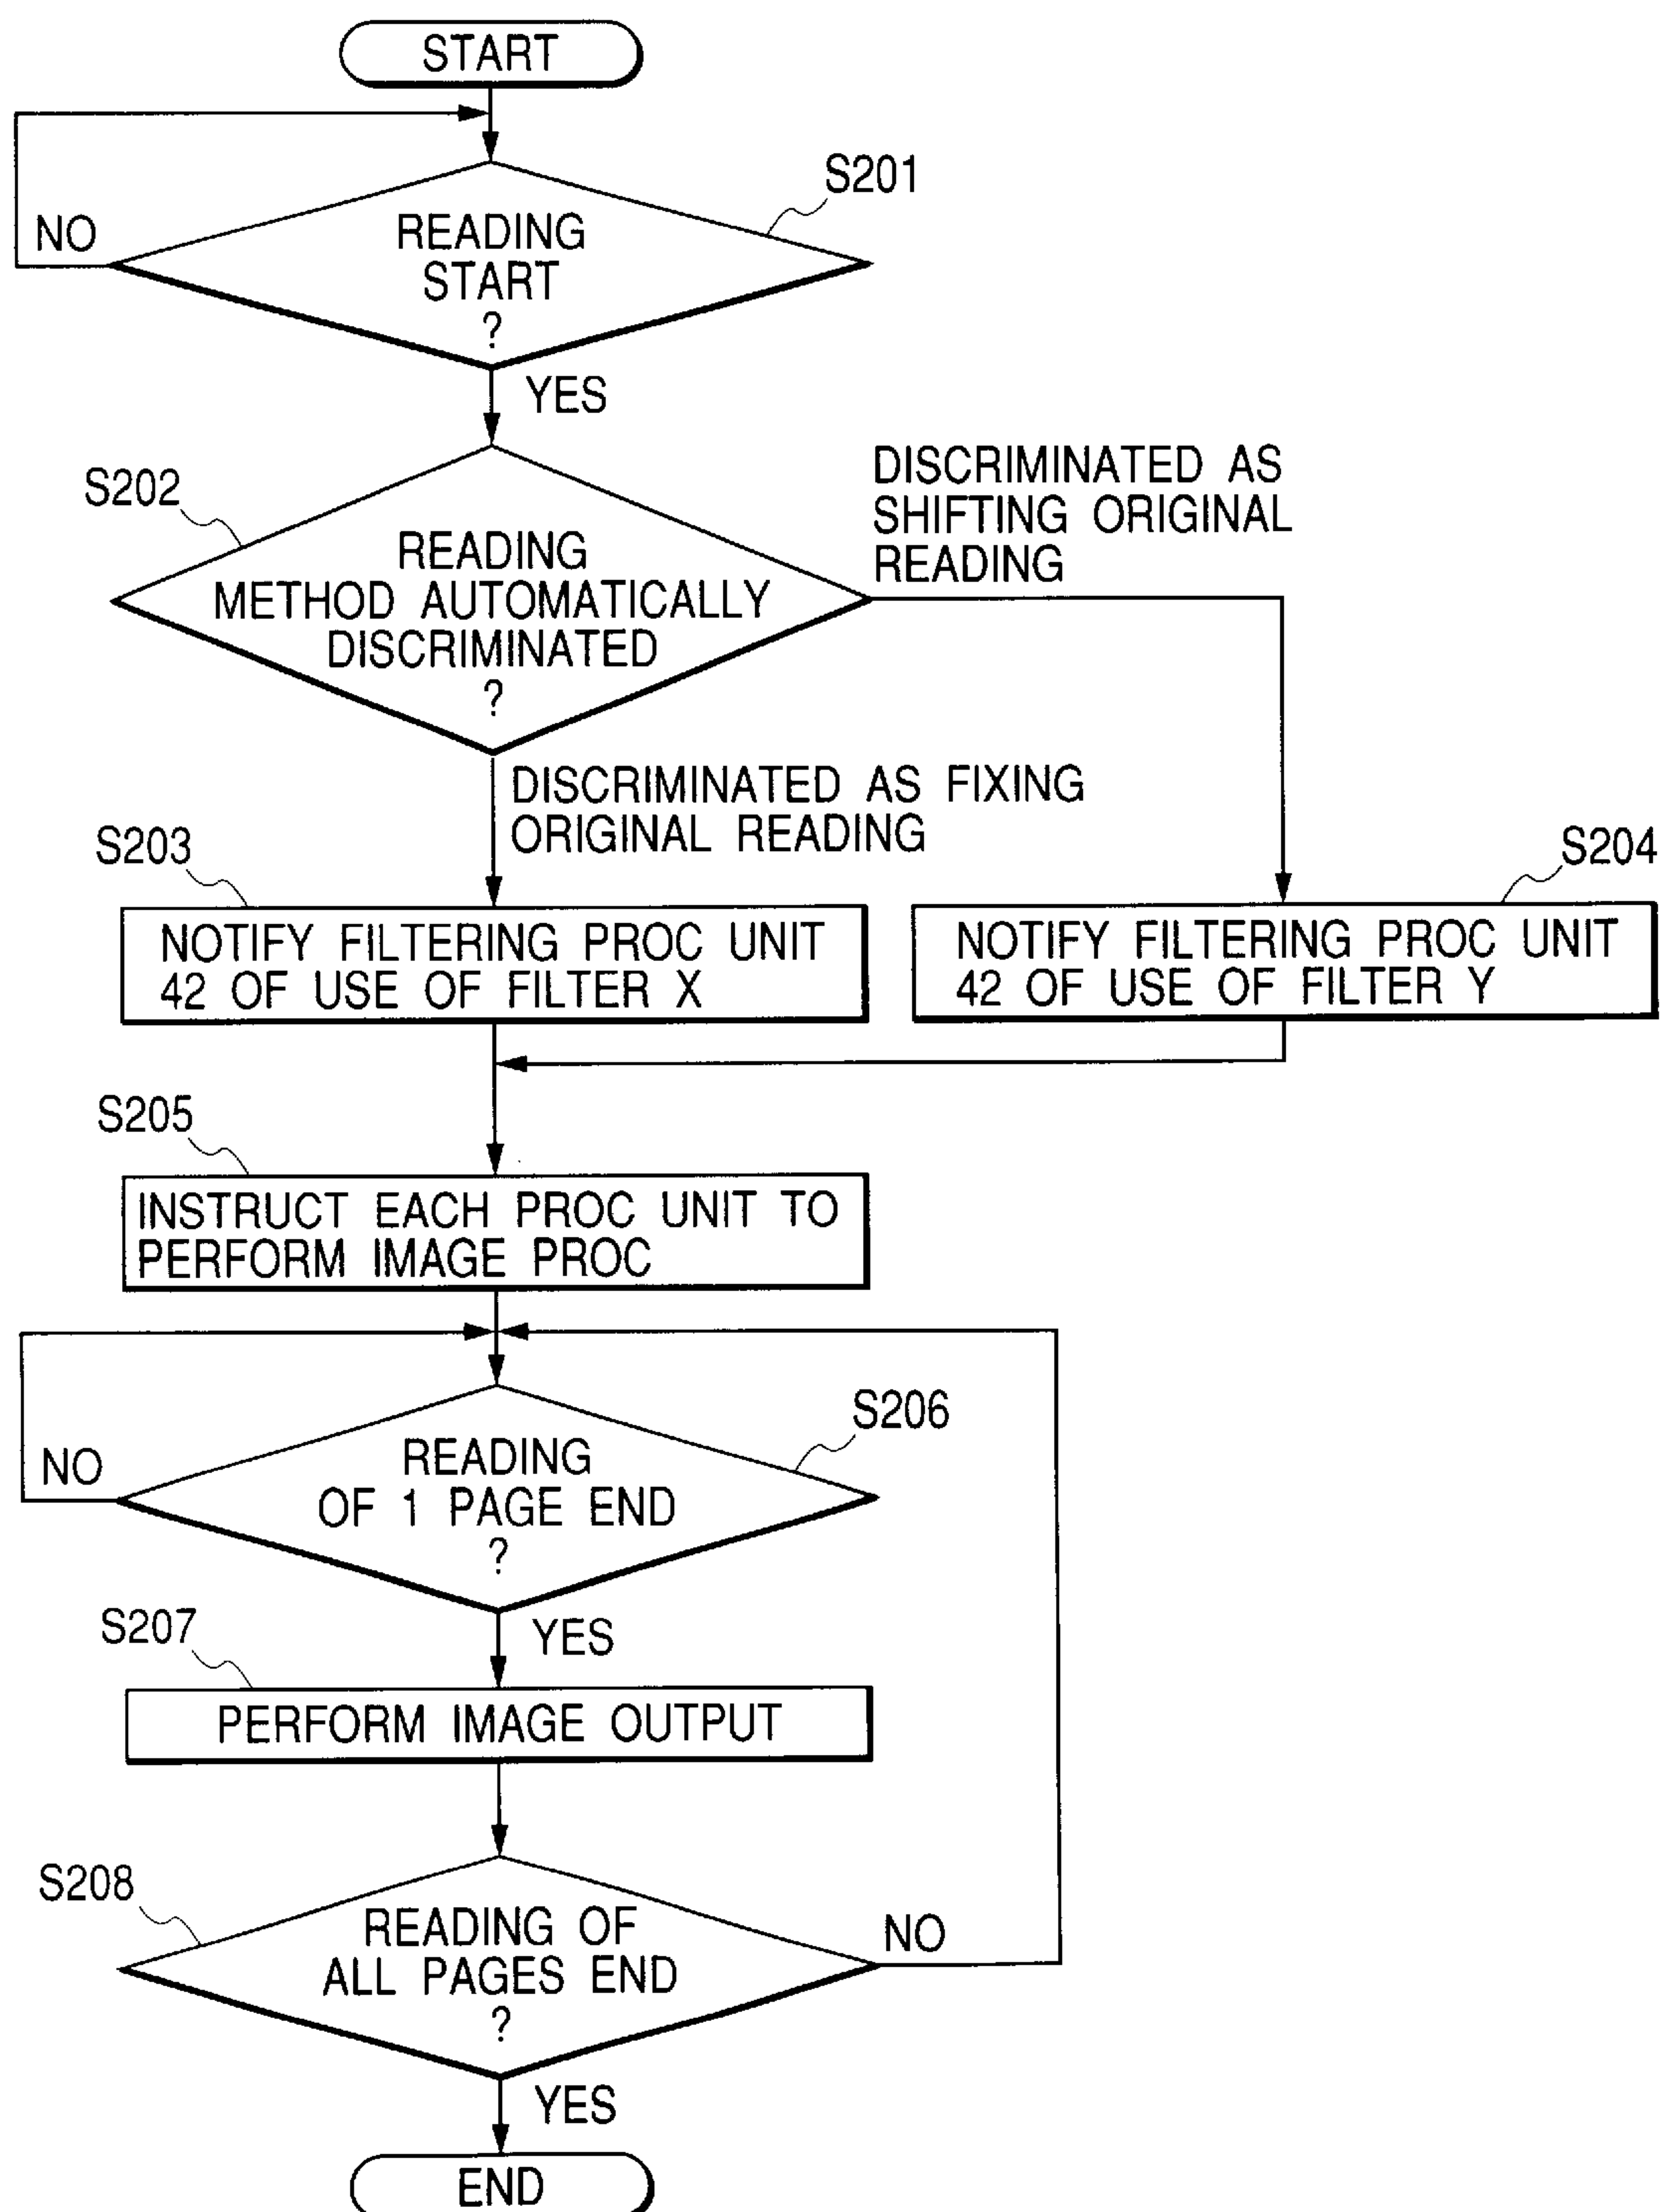 START
S201
NO
READING
START
?
YES
S202
DISCRIMINATED AS
SHIFTING ORIGINAL
READING
READING
METHOD AUTOMATICALLY
DISCRIMINATED
?
DISCRIMINATED AS FIXING
ORIGINAL READING
S203
S204
NOTIFY FILTERING PROC UNIT
42 OF USE OF FILTER X
NOTIFY FILTERING PROC UNIT
42 OF USE OF FILTER Y
S205
INSTRUCT EACH PROC UNIT TO
PERFORM IMAGE PROC
S206
NO
READING
OF 1 PAGE END
?
YES
S207
PERFORM IMAGE OUTPUT
S208
READING OF
ALL PAGES END
?
NO
YES
END